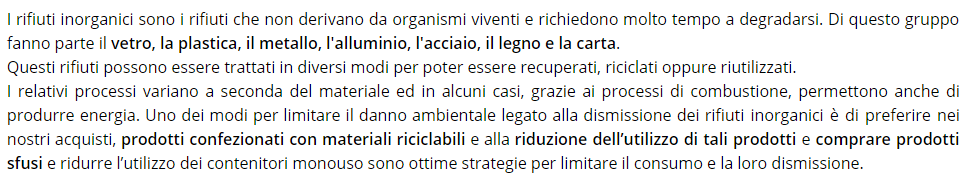 I rifiuti inorganici sono i rifiuti che non derivano da organismi viventi e richiedono molto tempo a degradarsi. Di questo gruppo
fanno parte il vetro, la plastica, il metallo, l'alluminio, l'acciaio, il legno e la carta.
Questi rifiuti possono essere trattati in diversi modi per poter essere recuperati, riciclati oppure riutilizzati.
I relativi processi variano a seconda del materiale ed in alcuni casi, grazie ai processi di combustione, permettono anche di
produrre energia. Uno dei modi per limitare il danno ambientale legato alla dismissione dei rifiuti inorganici è di preferire nei
nostri acquisti, prodotti confezionati con materiali riciclabili e alla riduzione dell’utilizzo di tali prodotti e comprare prodotti
sfusi e ridurre l’utilizzo dei contenitori monouso sono ottime strategie per limitare il consumo e la loro dismissione.